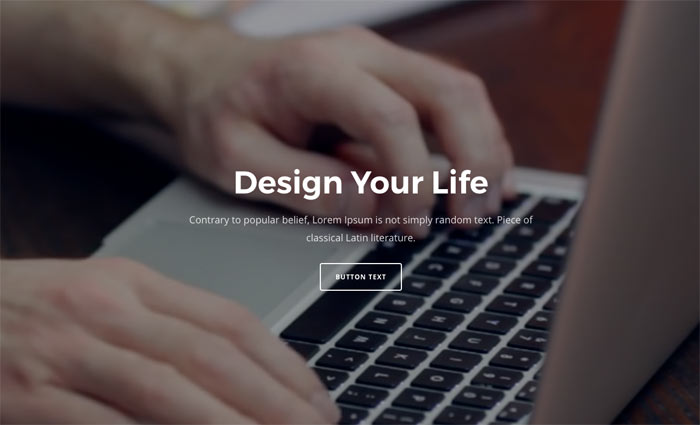 Design Your Life
Contrary to popular belief, Lorem Ipsum is not simply random text. Piece of
classical Latin literature.
BUTTON TEXT